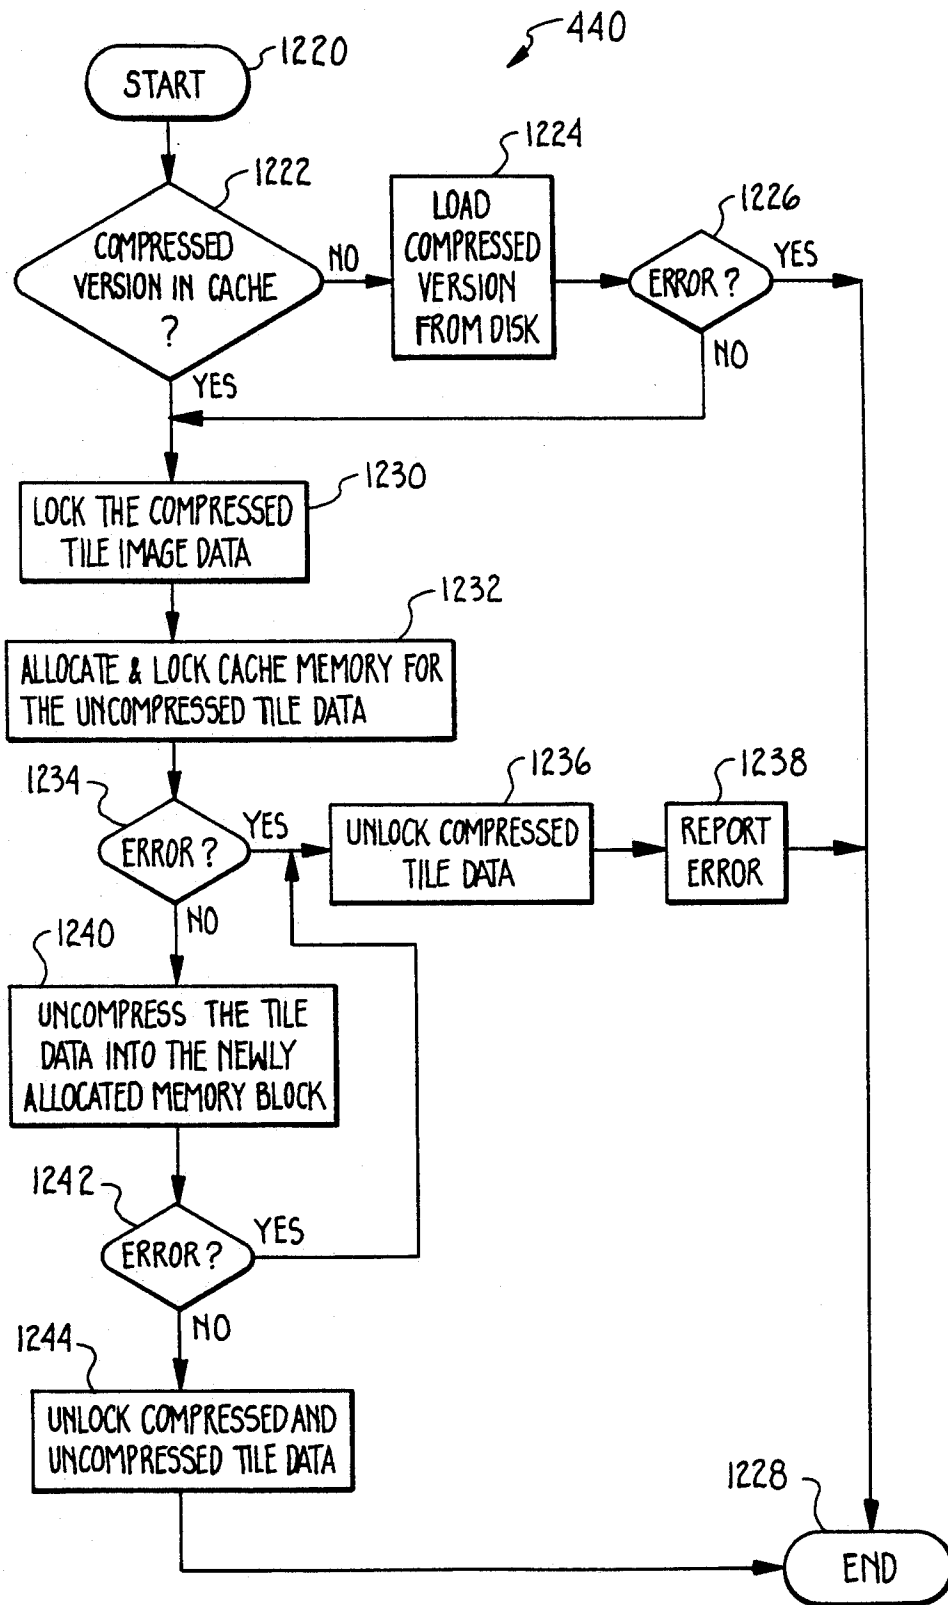 440
1220
START
1222
COMPRESSED
VERSION IN CACHE
?
NO
YES
1224
LOAD
COMPRESSED
VERSION
FROM DISK
1226
ERROR ?
YES
NO
1230
LOCK THE COMPRESSED
TILE IMAGE DATA
1232
ALLOCATE & LOCK CACHE MEMORY FOR
THE UNCOMPRESSED TILE DATA
1234
ERROR ?
YES
NO
1236
UNLOCK COMPRESSED
TILE DATA
1238
REPORT
ERROR
1240
UNCOMPRESS THE TILE
DATA INTO THE NEWLY
ALLOCATED MEMORY BLOCK
1242
ERROR ?
YES
NO
1244
UNLOCK COMPRESSED AND
UNCOMPRESSED TILE DATA
1228
END